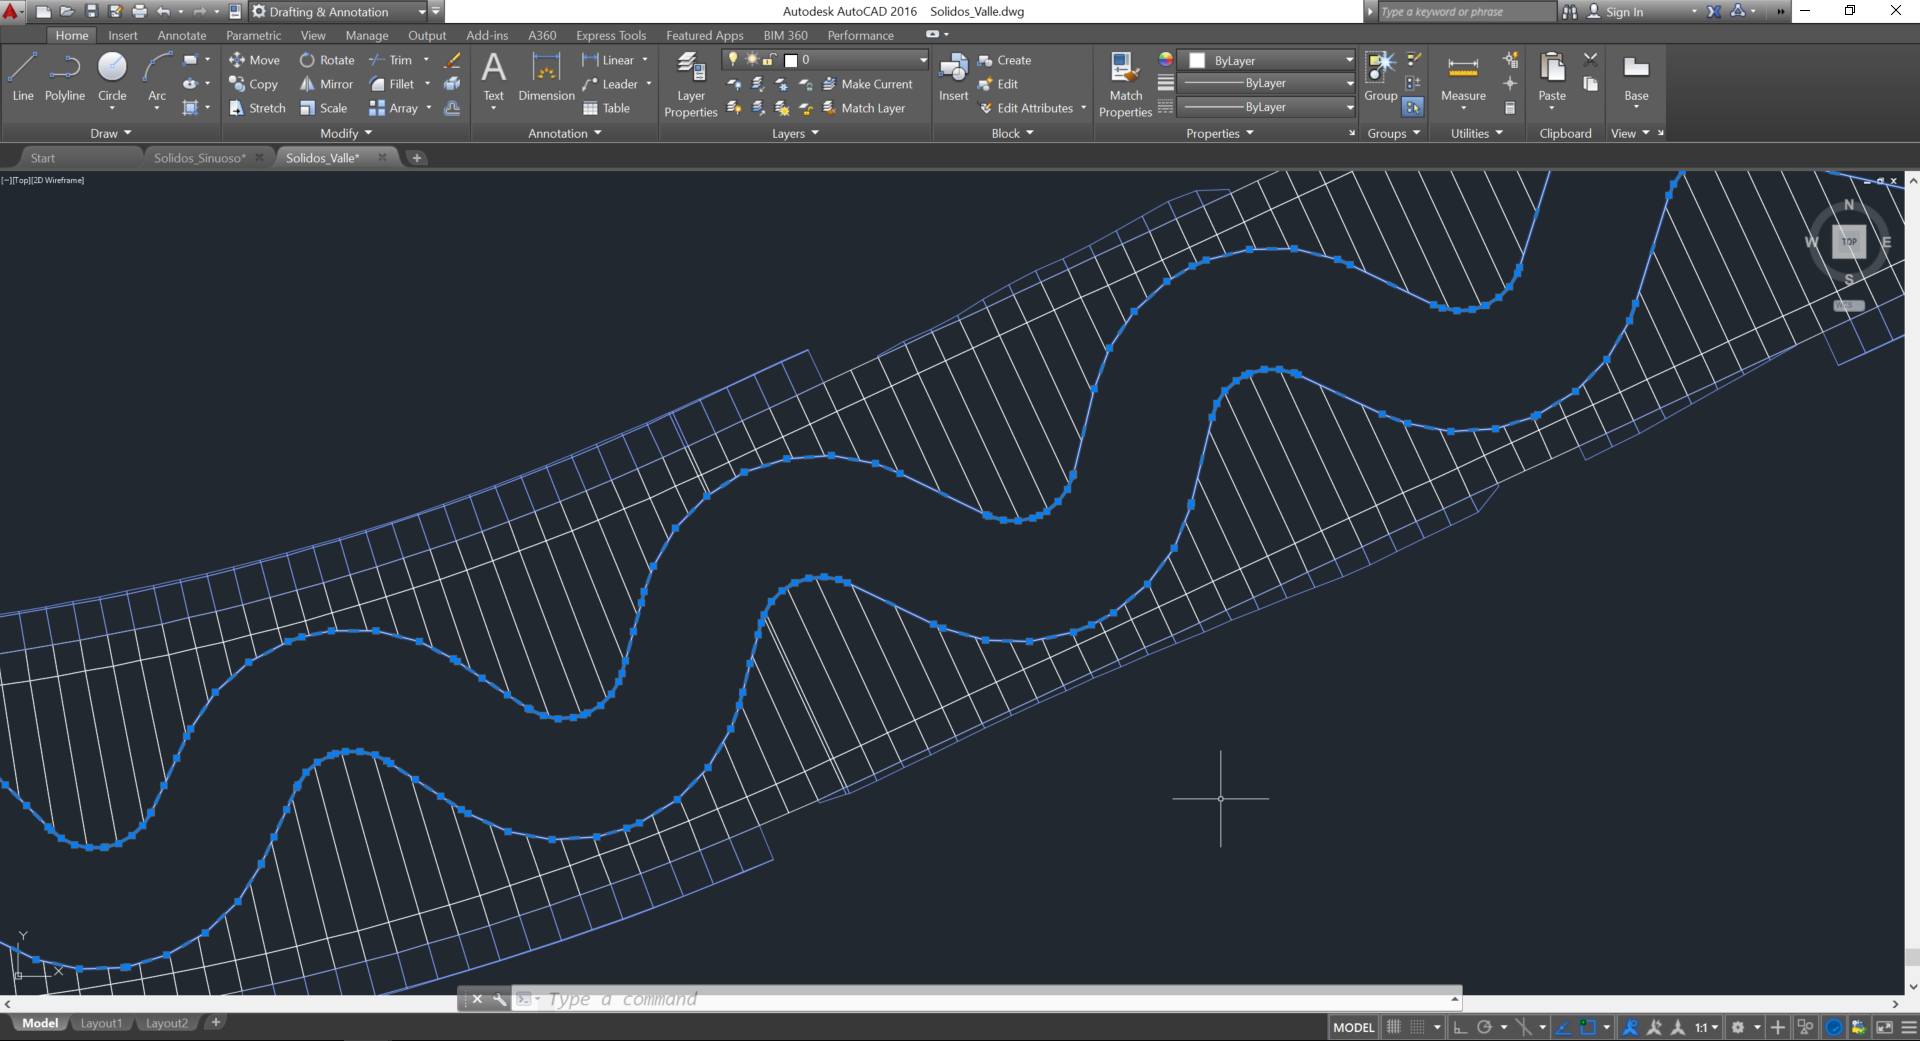 Drafting & Annotation
Autodesk AutoCAD 2016 Solidos_Valle.dwg
Type a keyword or phrase
Sign In
Home Insert Annotate Parametric View Manage Output Add-ins A360 Express Tools Featured Apps BIM 360 Performance
Line Polyline Circle Arc
Draw
Move Rotate Trim
Copy Mirror Fillet
Stretch Scale Array
Modify
Text Dimension
Linear
Leader
Table
Annotation
Layer Properties
0
Make Current
Match Layer
Layers
Insert
Create
Edit
Edit Attributes
Block
Match Properties
ByLayer
ByLayer
ByLayer
Properties
Group
Groups
Measure
Utilities
Paste
Clipboard
Base
View
Start Solidos_Sinuoso* Solidos_Valle*
[−][Top][2D Wireframe]
N
W TOP E
S
WCS
Y
X
Type a command
Model Layout1 Layout2
MODEL 1:1